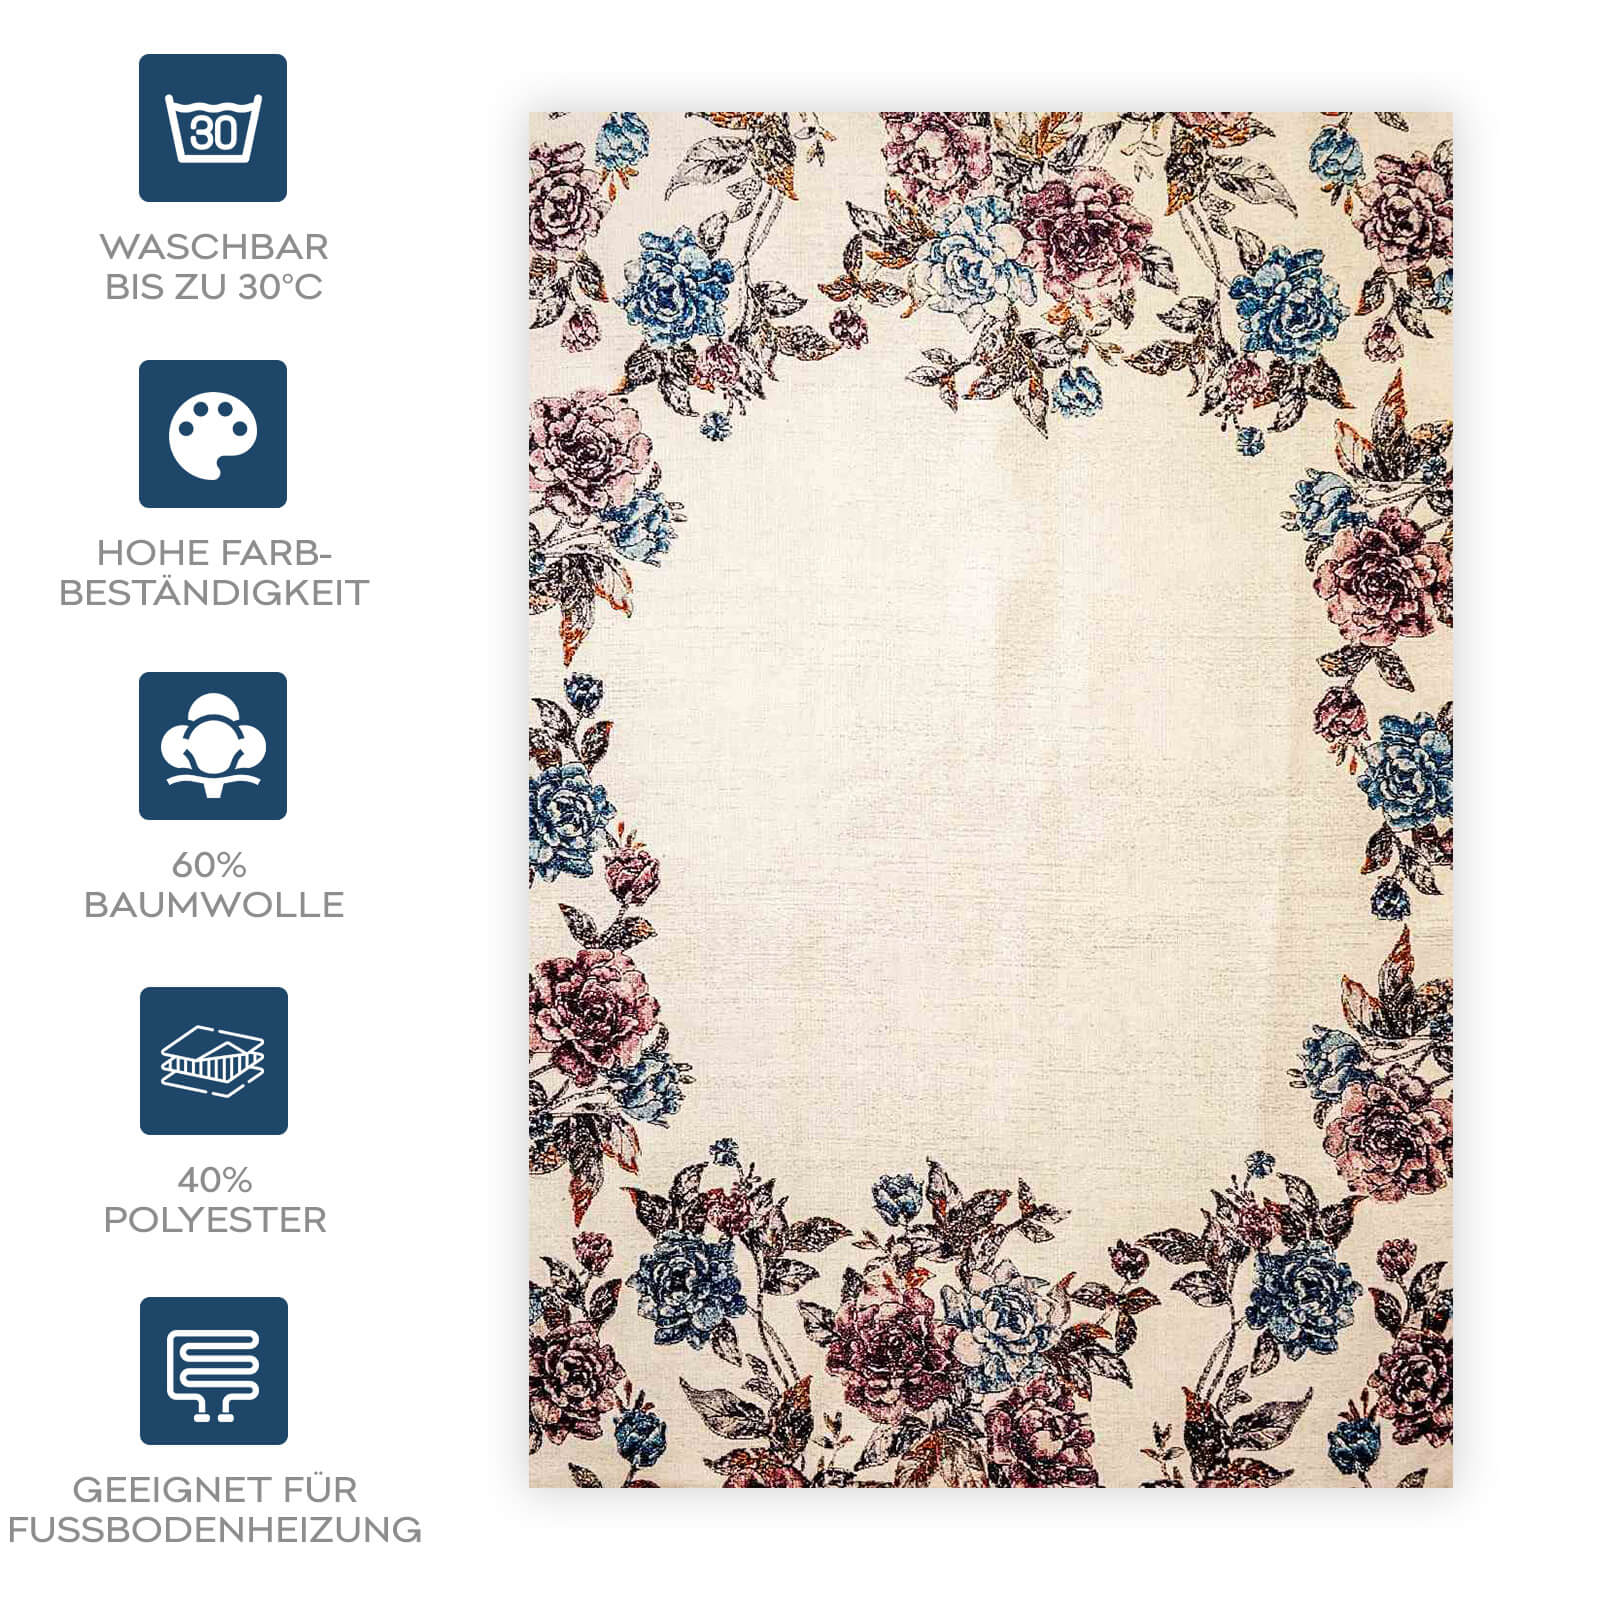 30
WASCHBAR
BIS ZU 30°C
HOHE FARB-
BESTÄNDIGKEIT
60%
BAUMWOLLE
40%
POLYESTER
GEEIGNET FÜR
FUSSBODENHEIZUNG